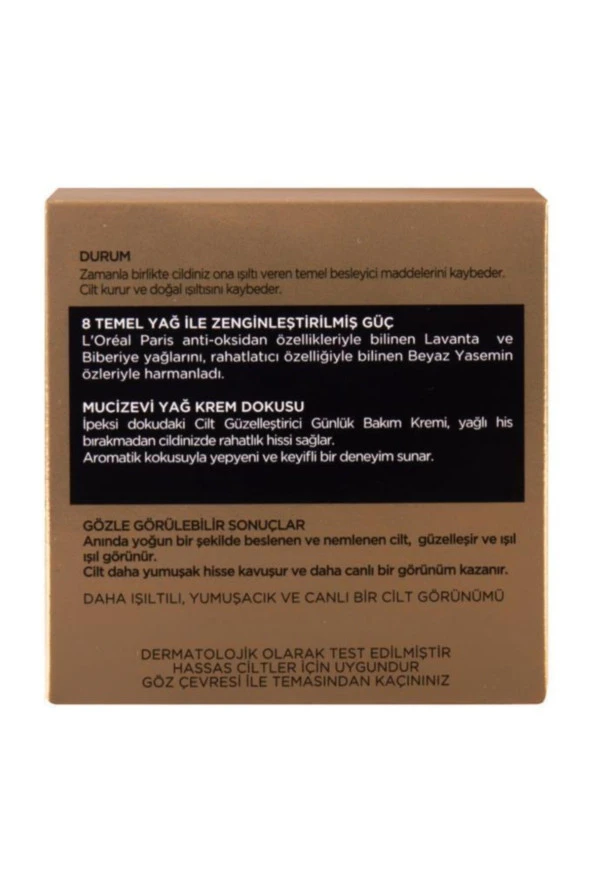 DURUM
Zamanla birlikte cildiniz ona ışıltı veren temel besleyici maddelerini kaybeder.
Cilt kurur ve doğal ışıltısını kaybeder.
8 TEMEL YAĞ İLE ZENGİNLEŞTİRİLMİŞ GÜÇ
L'Oréal Paris anti-oksidan özellikleriyle bilinen Lavanta ve
Biberiye yağlarını, rahatlatıcı özelliğiyle bilinen Beyaz Yasemin
özleriyle harmanladı.
MUCİZEVİ YAĞ KREM DOKUSU
İpeksi dokudaki Cilt Güzelleştirici Günlük Bakım Kremi, yağlı his
bırakmadan cildinizde rahatlık hissi sağlar.
Aromatik kokusuyla yepyeni ve keyifli bir deneyim sunar.
GÖZLE GÖRÜLEBİLİR SONUÇLAR
Anında yoğun bir şekilde beslenen ve nemlenen cilt, güzelleşir ve ışıl
ışıl görünür.
Cilt daha yumuşak hisse kavuşur ve daha canlı bir görünüm kazanır.
DAHA IŞILTILI, YUMUŞACIK VE CANLI BİR CİLT GÖRÜNÜMÜ
DERMATOLOJİK OLARAK TEST EDİLMİŞTİR
HASSAS CİLTLER İÇİN UYGUNDUR
GÖZ ÇEVRESİ İLE TEMASINDAN KAÇININIZ